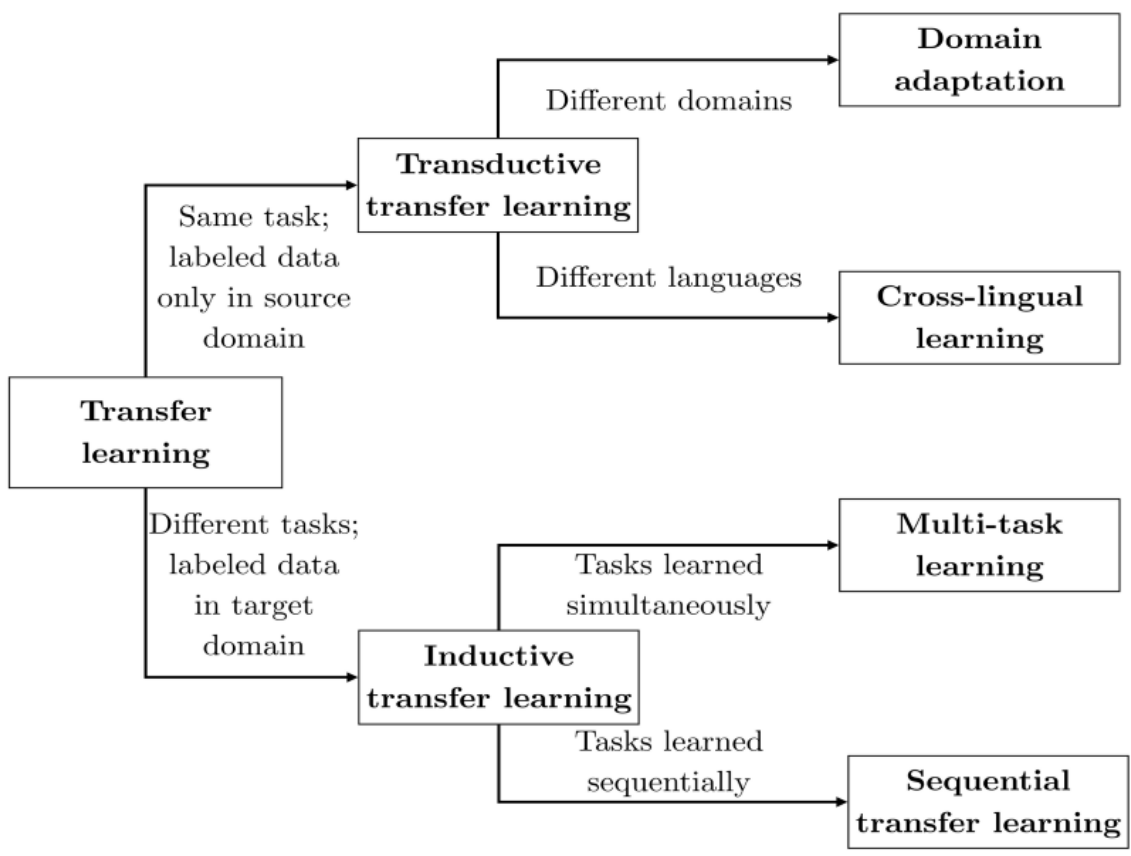 Domain
adaptation
Different domains
Transductive
transfer learning
Same task;
labeled data
only in source
domain
Different languages
Cross-lingual
learning
Transfer
learning
Different tasks;
labeled data
in target
domain
Multi-task
learning
Tasks learned
simultaneously
Inductive
transfer learning
Tasks learned
sequentially
Sequential
transfer learning